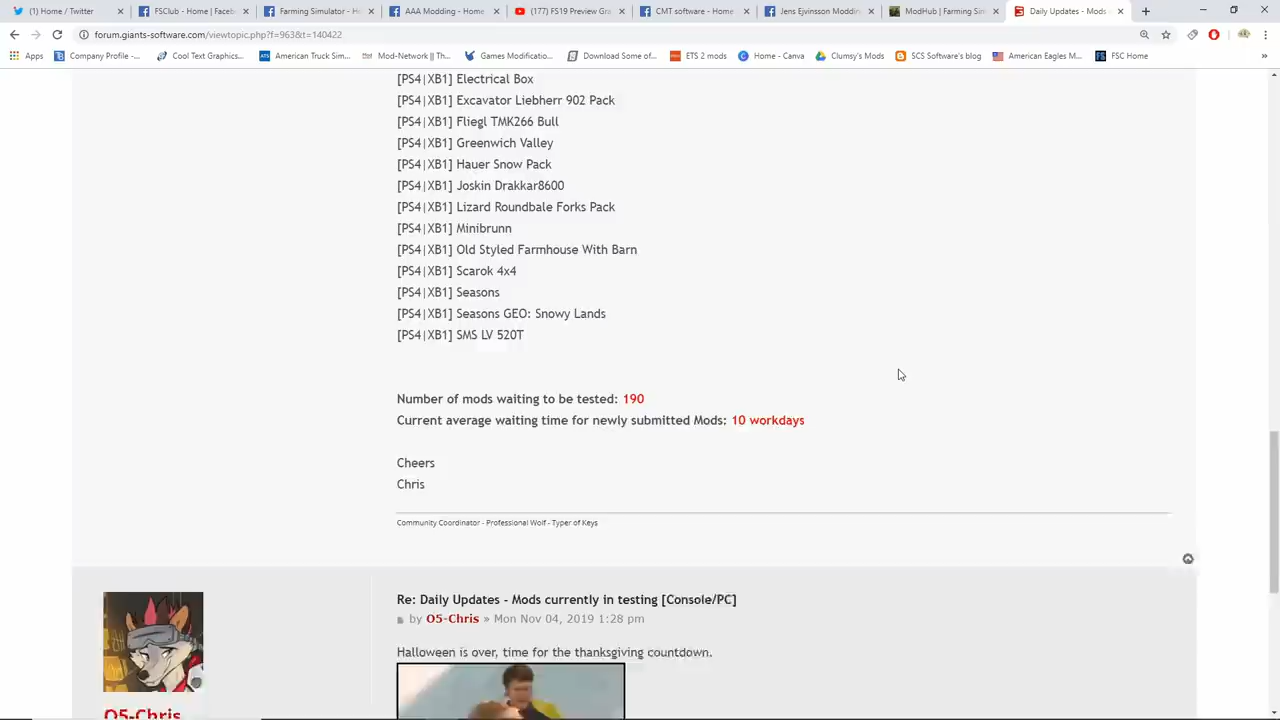 (1) Home / Twitter
FSClub - Home | Faceb
Farming Simulator - H
AAA Modding - Home
(177) FS19 Preview Gr
CMT software - Home
Jens Ejvinsson Moddin
ModHub | Farming Sim
Daily Updates - Mods
forum.giants-software.com/viewtopic.php?f=963&t=140422
Apps
Company Profile -...
Cool Text Graphics...
American Truck Sim...
Mod-Network || Th...
Games Modificatio...
Download Some of...
ETS 2 mods
Home - Canva
Clumsy's Mods
SCS Software's blog
American Eagles M...
FSC Home
[PS4|XB1] Electrical Box
[PS4|XB1] Excavator Liebherr 902 Pack
[PS4|XB1] Fliegl TMK266 Bull
[PS4|XB1] Greenwich Valley
[PS4|XB1] Hauer Snow Pack
[PS4|XB1] Joskin Drakkar8600
[PS4|XB1] Lizard Roundbale Forks Pack
[PS4|XB1] Minibrunn
[PS4|XB1] Old Styled Farmhouse With Barn
[PS4|XB1] Scarok 4x4
[PS4|XB1] Seasons
[PS4|XB1] Seasons GEO: Snowy Lands
[PS4|XB1] SMS LV 520T
Number of mods waiting to be tested: 190
Current average waiting time for newly submitted Mods: 10 workdays
Cheers
Chris
Community Coordinator - Professional Wolf - Typer of Keys
Re: Daily Updates - Mods currently in testing [Console/PC]
by O5-Chris » Mon Nov 04, 2019 1:28 pm
Halloween is over, time for the thanksgiving countdown.
O5-Chris